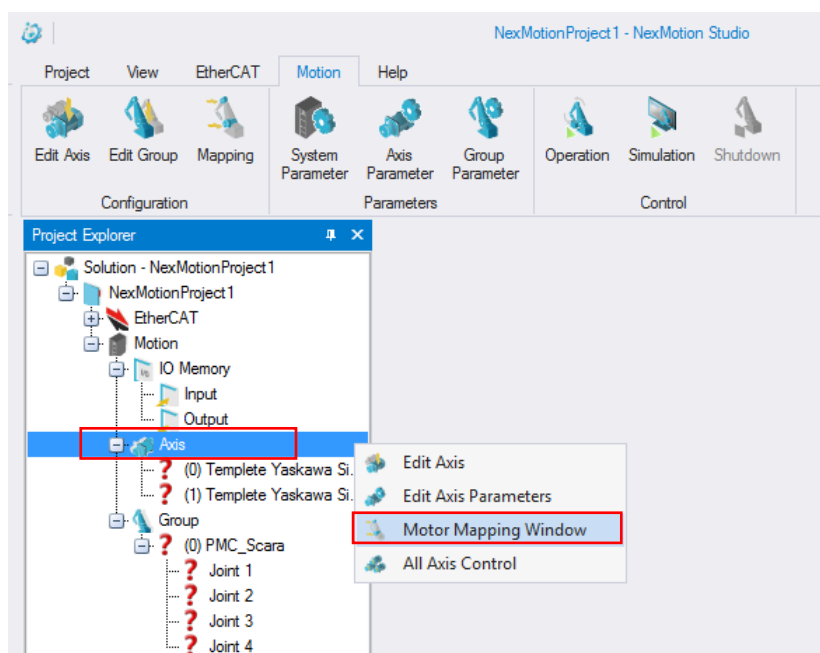 NexMotionProject1 - NexMotion Studio
Project View EtherCAT Motion Help
Edit Axis Edit Group Mapping System Parameter Axis Parameter Group Parameter Operation Simulation Shutdown
Configuration Parameters Control
Project Explorer
Solution - NexMotionProject1
NexMotionProject1
EtherCAT
Motion
IO Memory
Input
Output
Axis
(0) Templete Yaskawa Si.
(1) Templete Yaskawa Si.
Group
(0) PMC_Scara
Joint 1
Joint 2
Joint 3
Joint 4
Edit Axis
Edit Axis Parameters
Motor Mapping Window
All Axis Control